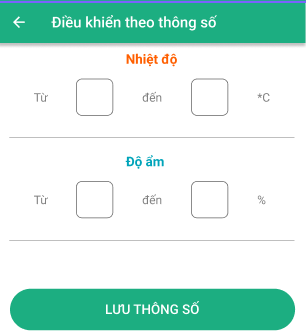 Điều khiển theo thông số
Nhiệt độ
Từ đến *C
Độ ẩm
Từ đến %
LƯU THÔNG SỐ